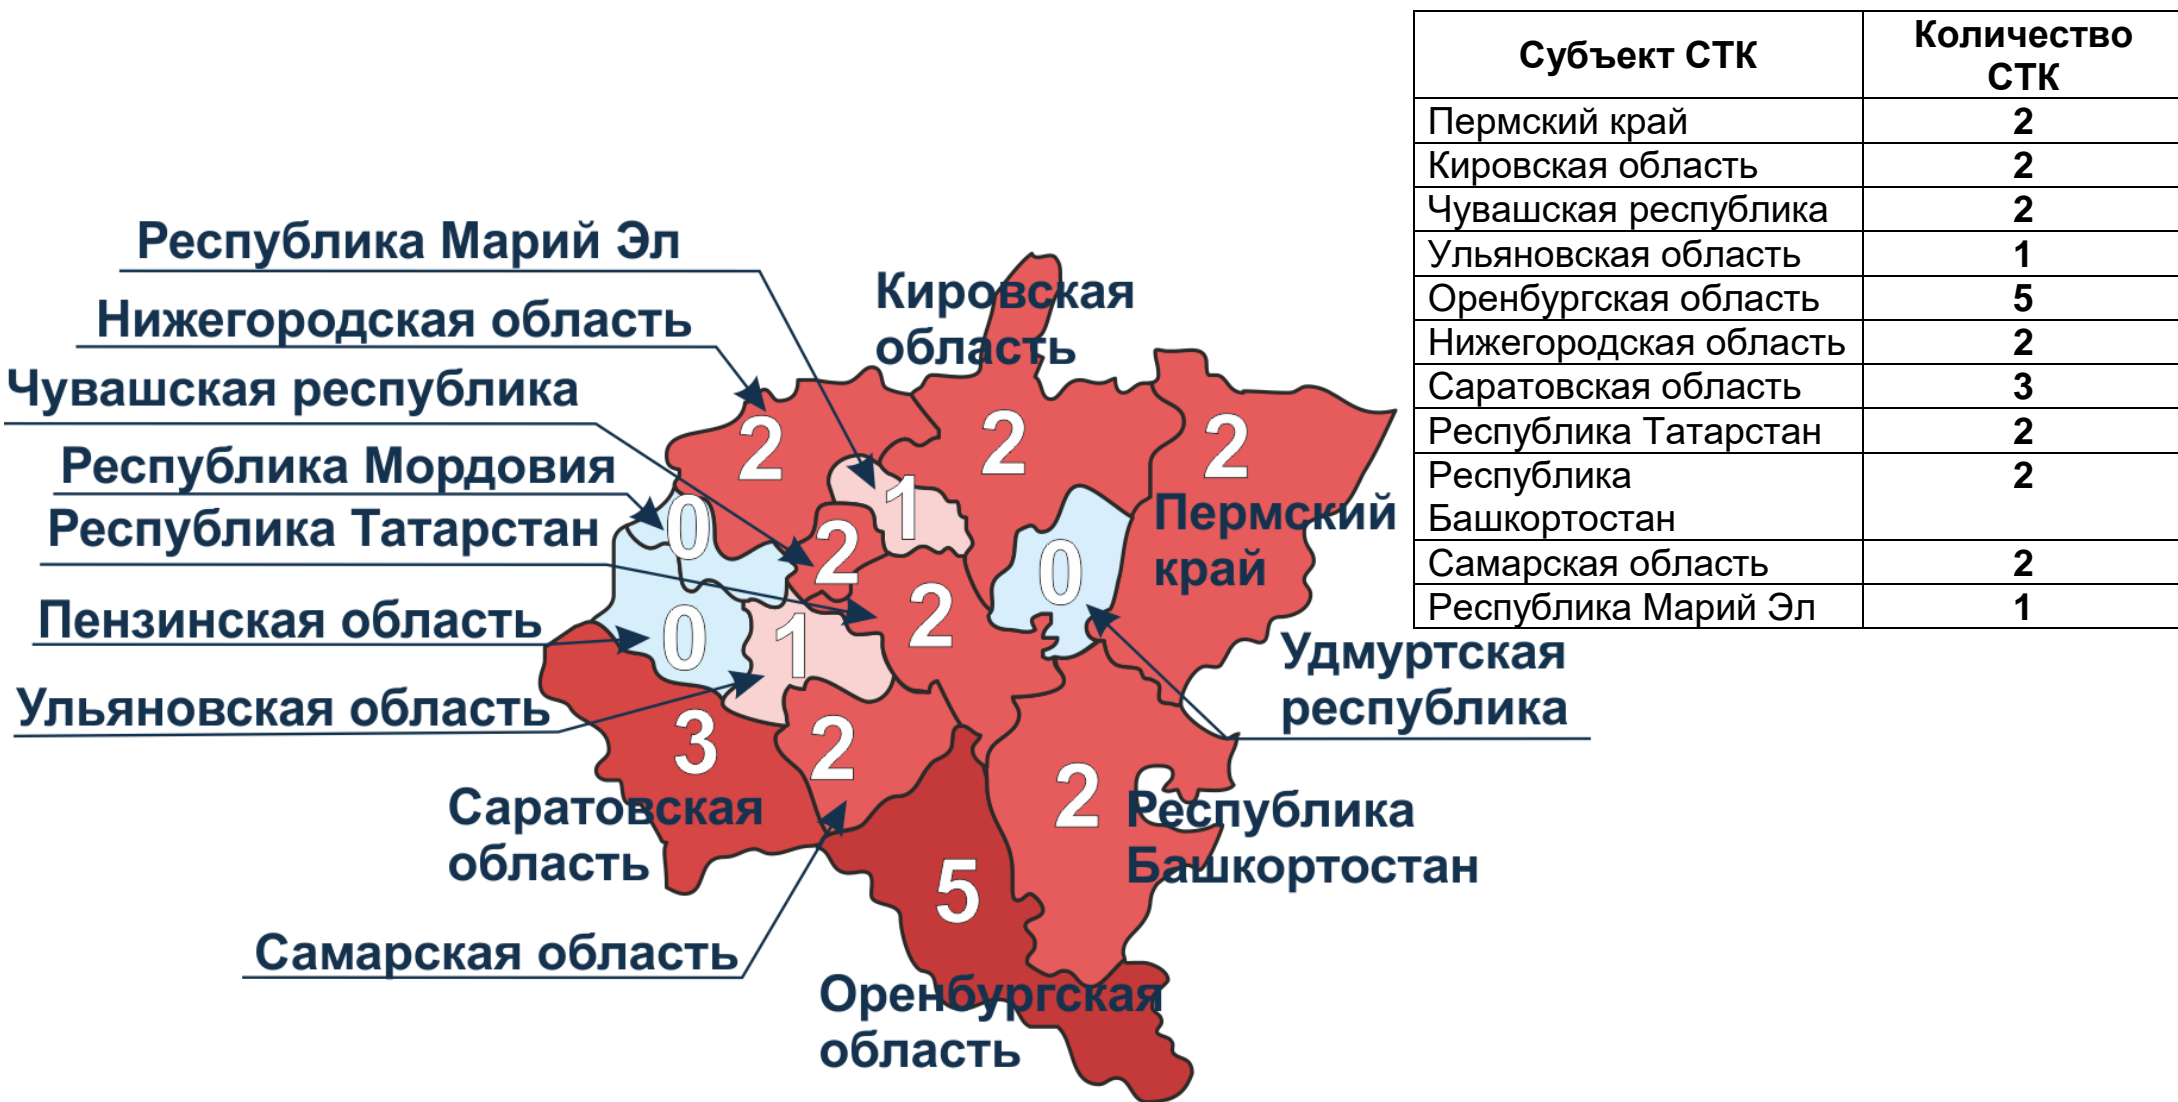 Субъект СТК
Количество
СТК
Пермский край 2
Кировская область 2
Чувашская республика 2
Ульяновская область 1
Оренбургская область 5
Нижегородская область 2
Саратовская область 3
Республика Татарстан 2
Республика 2
Башкортостан
Самарская область 2
Республика Марий Эл 1
Республика Марий Эл
Кировская
область
Нижегородская область
Чувашская республика
2
2
2
Республика Мордовия
1
Пермский
край
Республика Татарстан
0
2
0
Пензинская область
0
1
2
Удмуртская
республика
Ульяновская область
3
2
2
Саратовская
область
Республика
Башкортостан
5
Самарская область
Оренбургская
область